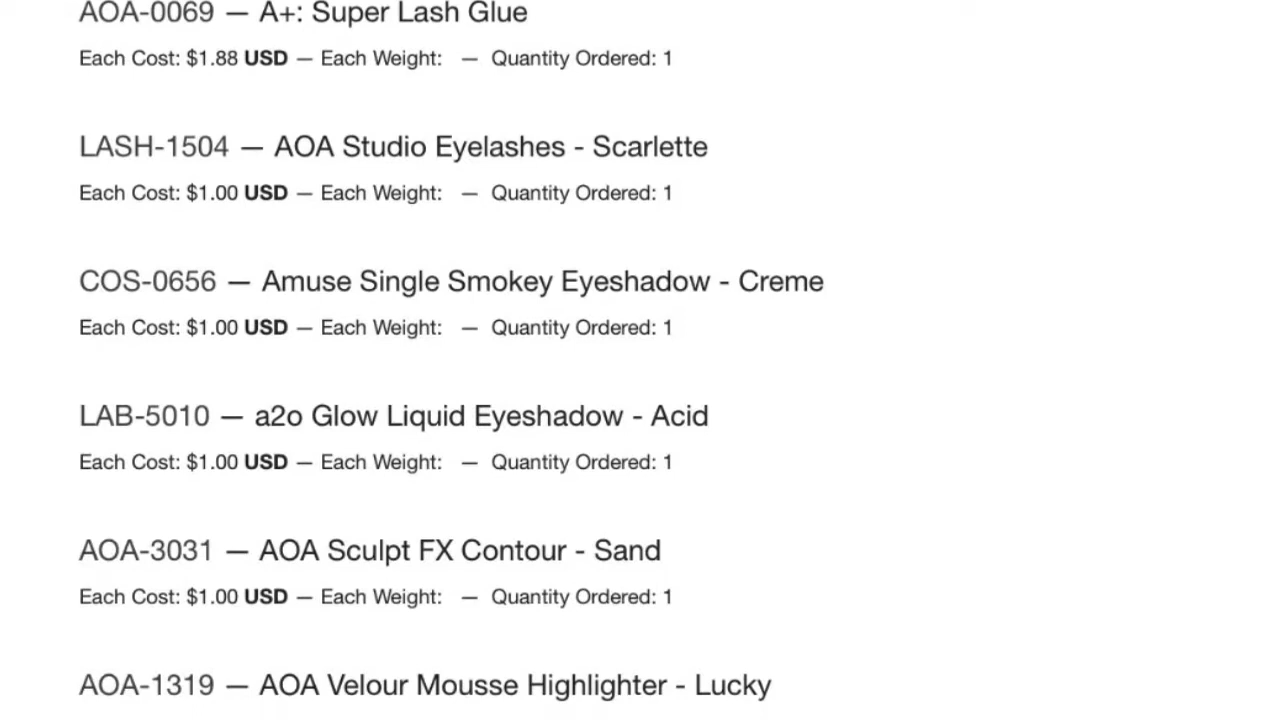 AOA-0069 — A+: Super Lash Glue
Each Cost: $1.88 USD — Each Weight: — Quantity Ordered: 1
LASH-1504 — AOA Studio Eyelashes - Scarlette
Each Cost: $1.00 USD — Each Weight: — Quantity Ordered: 1
COS-0656 — Amuse Single Smokey Eyeshadow - Creme
Each Cost: $1.00 USD — Each Weight: — Quantity Ordered: 1
LAB-5010 — a2o Glow Liquid Eyeshadow - Acid
Each Cost: $1.00 USD — Each Weight: — Quantity Ordered: 1
AOA-3031 — AOA Sculpt FX Contour - Sand
Each Cost: $1.00 USD — Each Weight: — Quantity Ordered: 1
AOA-1319 — AOA Velour Mousse Highlighter - Lucky